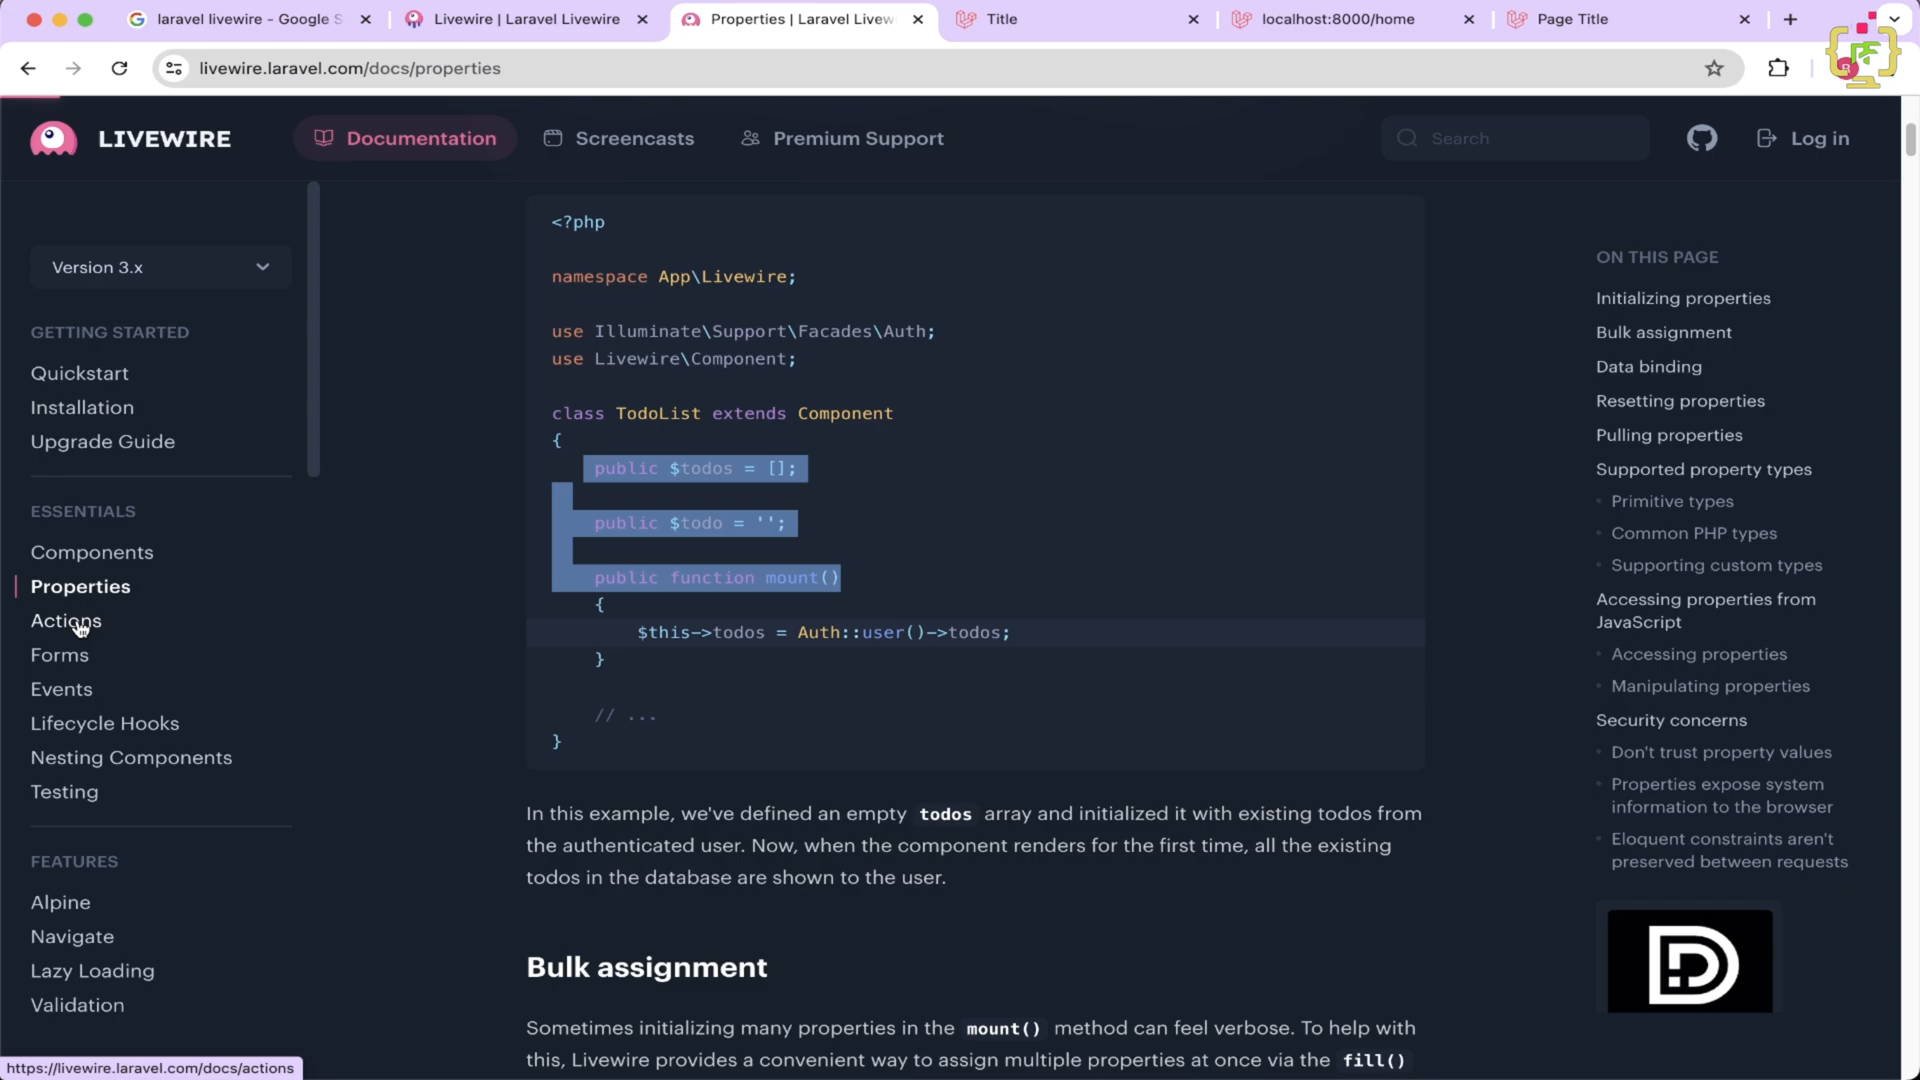 laravel livewire - Google S
Livewire | Laravel Livewire
Properties | Laravel Livew
Title
localhost:8000/home
Page Title
livewire.laravel.com/docs/properties
LIVEWIRE
Documentation
Screencasts
Premium Support
Search
Log in
Version 3.x
GETTING STARTED
Quickstart
Installation
Upgrade Guide
ESSENTIALS
Components
Properties
Actions
Forms
Events
Lifecycle Hooks
Nesting Components
Testing
FEATURES
Alpine
Navigate
Lazy Loading
Validation
https://livewire.laravel.com/docs/actions
<?php
namespace App\Livewire;
use Illuminate\Support\Facades\Auth;
use Livewire\Component;
class TodoList extends Component
{
public $todos = [];
public $todo = '';
public function mount()
{
$this->todos = Auth::user()->todos;
}
// ...
}
In this example, we've defined an empty todos array and initialized it with existing todos from
the authenticated user. Now, when the component renders for the first time, all the existing
todos in the database are shown to the user.
Bulk assignment
Sometimes initializing many properties in the mount() method can feel verbose. To help with
this, Livewire provides a convenient way to assign multiple properties at once via the fill()
ON THIS PAGE
Initializing properties
Bulk assignment
Data binding
Resetting properties
Pulling properties
Supported property types
Primitive types
Common PHP types
Supporting custom types
Accessing properties from
JavaScript
Accessing properties
Manipulating properties
Security concerns
Don't trust property values
Properties expose system
information to the browser
Eloquent constraints aren't
preserved between requests